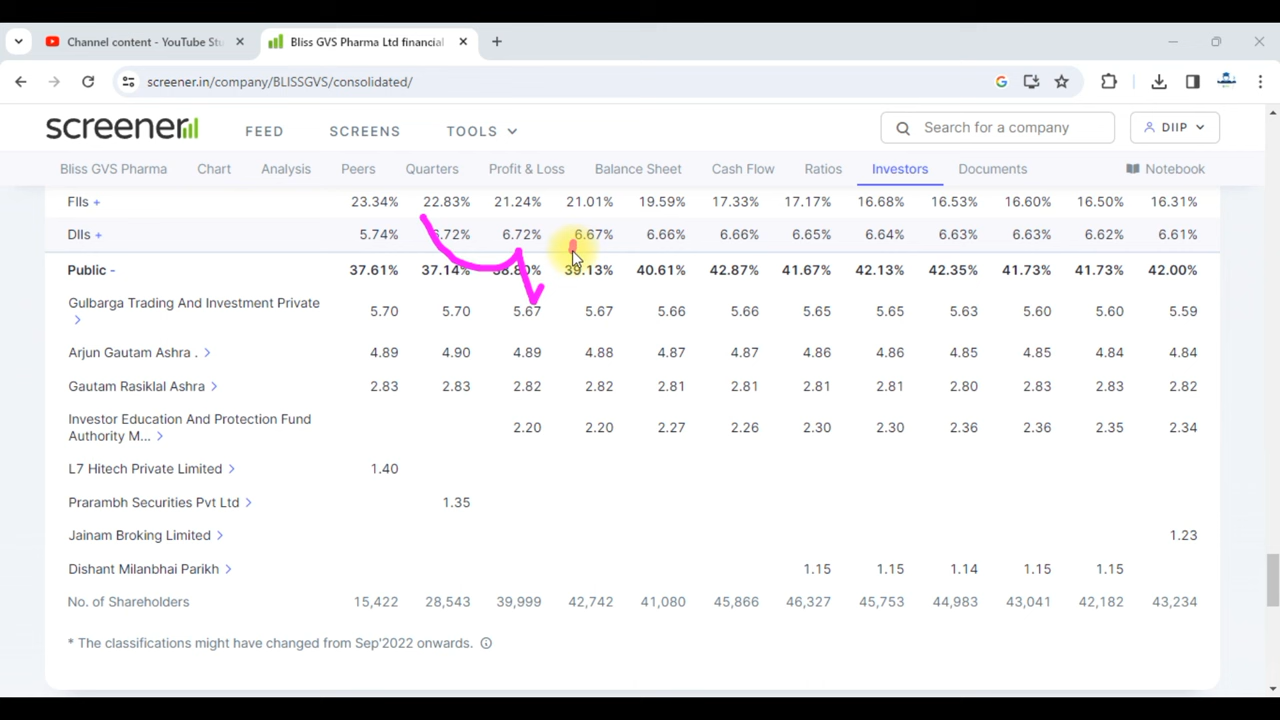 Channel content - YouTube Stu
Bliss GVS Pharma Ltd financial
screener.in/company/BLISSGVS/consolidated/
screener FEED SCREENS TOOLS Search for a company DIIP
Bliss GVS Pharma Chart Analysis Peers Quarters Profit & Loss Balance Sheet Cash Flow Ratios Investors Documents Notebook
FIIs + 23.34% 22.83% 21.24% 21.01% 19.59% 17.33% 17.17% 16.68% 16.53% 16.60% 16.50% 16.31%
DIIs + 5.74% 6.72% 6.72% 6.67% 6.66% 6.66% 6.65% 6.64% 6.63% 6.63% 6.62% 6.61%
Public - 37.61% 37.14% 38.80% 39.13% 40.61% 42.87% 41.67% 42.13% 42.35% 41.73% 41.73% 42.00%
Gulbarga Trading And Investment Private 5.70 5.70 5.67 5.67 5.66 5.66 5.65 5.65 5.63 5.60 5.60 5.59
>
Arjun Gautam Ashra . > 4.89 4.90 4.89 4.88 4.87 4.87 4.86 4.86 4.85 4.85 4.84 4.84
Gautam Rasiklal Ashra > 2.83 2.83 2.82 2.82 2.81 2.81 2.81 2.81 2.80 2.83 2.83 2.82
Investor Education And Protection Fund
Authority M... > 2.20 2.20 2.27 2.26 2.30 2.30 2.36 2.36 2.35 2.34
L7 Hitech Private Limited > 1.40
Prarambh Securities Pvt Ltd > 1.35
Jainam Broking Limited > 1.23
Dishant Milanbhai Parikh > 1.15 1.15 1.14 1.15 1.15
No. of Shareholders 15,422 28,543 39,999 42,742 41,080 45,866 46,327 45,753 44,983 43,041 42,182 43,234
* The classifications might have changed from Sep'2022 onwards.